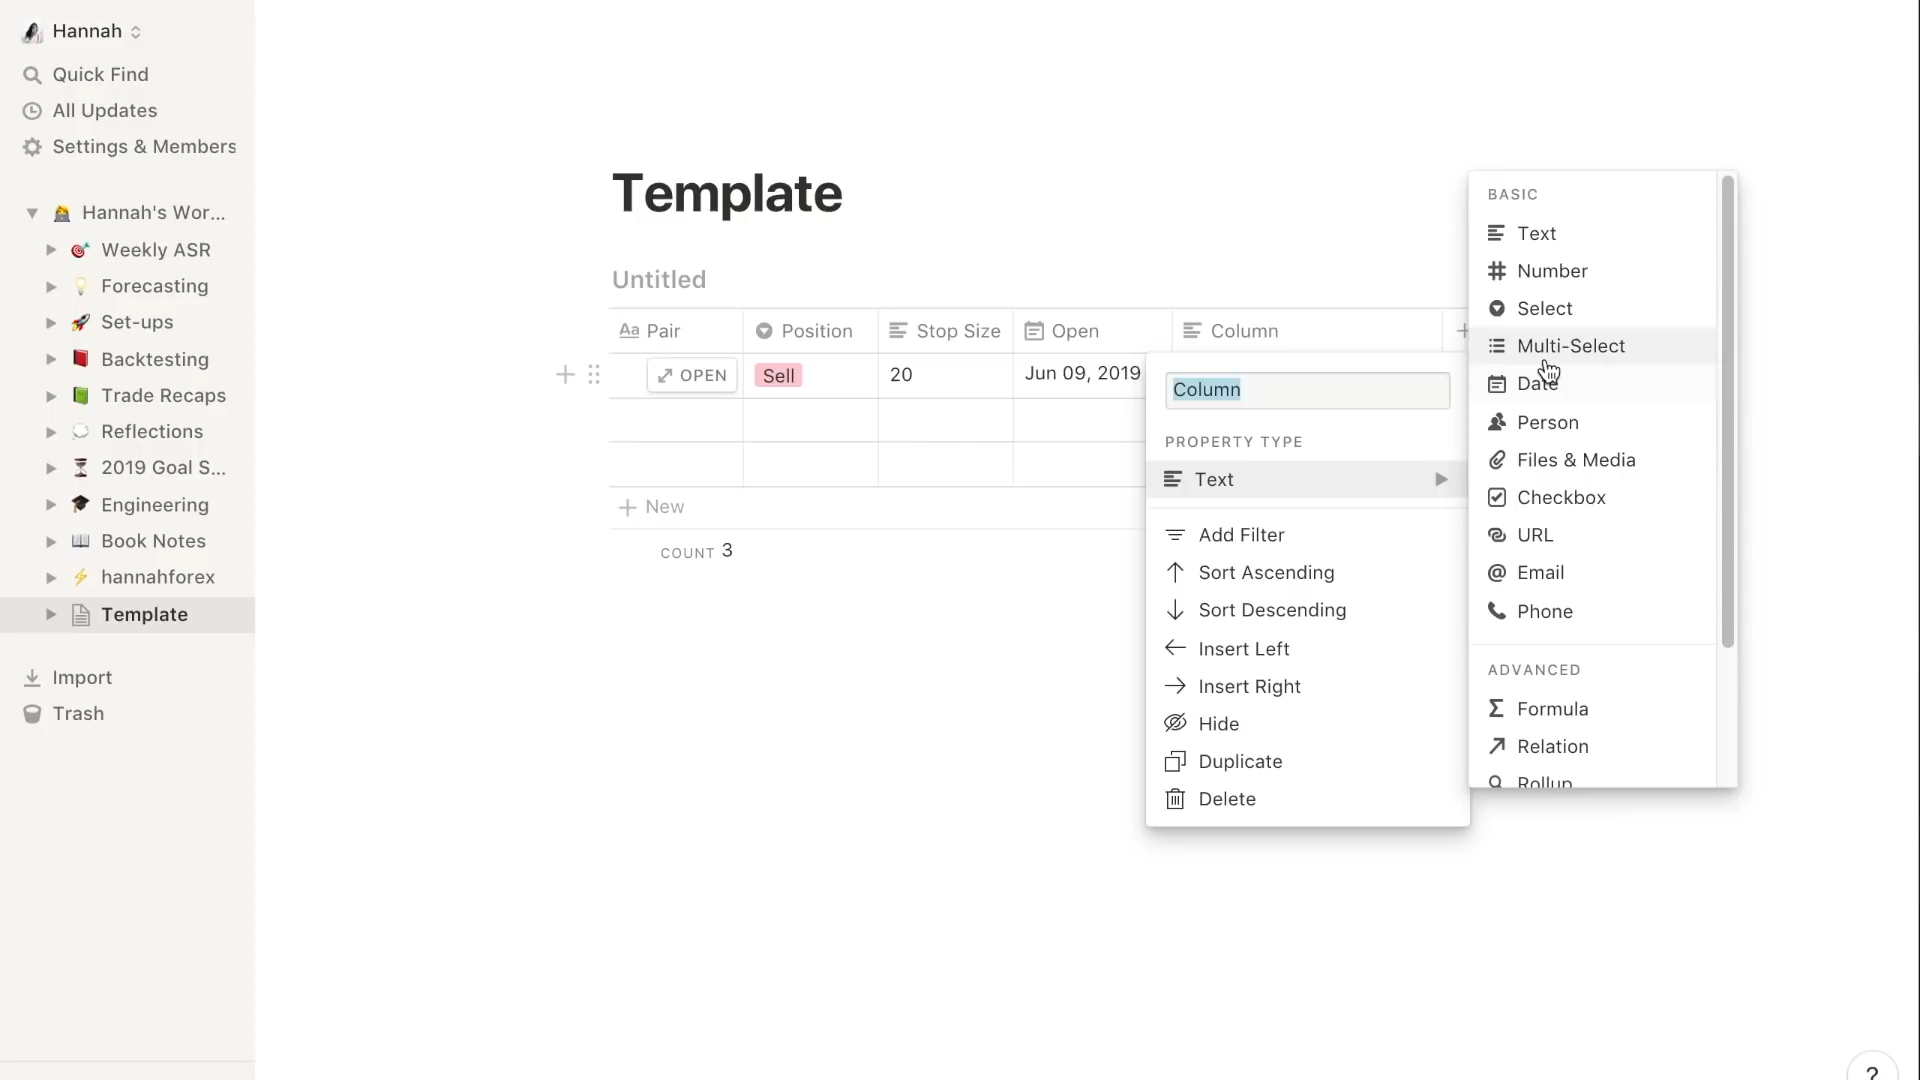 Hannah
Quick Find
All Updates
Settings & Members
Hannah's Wor...
Weekly ASR
Forecasting
Set-ups
Backtesting
Trade Recaps
Reflections
2019 Goal S...
Engineering
Book Notes
hannahforex
Template
Import
Trash
Template
Untitled
Aa Pair Position Stop Size Open Column
OPEN Sell 20 Jun 09, 2019
New
COUNT 3
Column
PROPERTY TYPE
Text
Add Filter
Sort Ascending
Sort Descending
Insert Left
Insert Right
Hide
Duplicate
Delete
BASIC
Text
Number
Select
Multi-Select
Date
Person
Files & Media
Checkbox
URL
Email
Phone
ADVANCED
Formula
Relation
Rollup
?